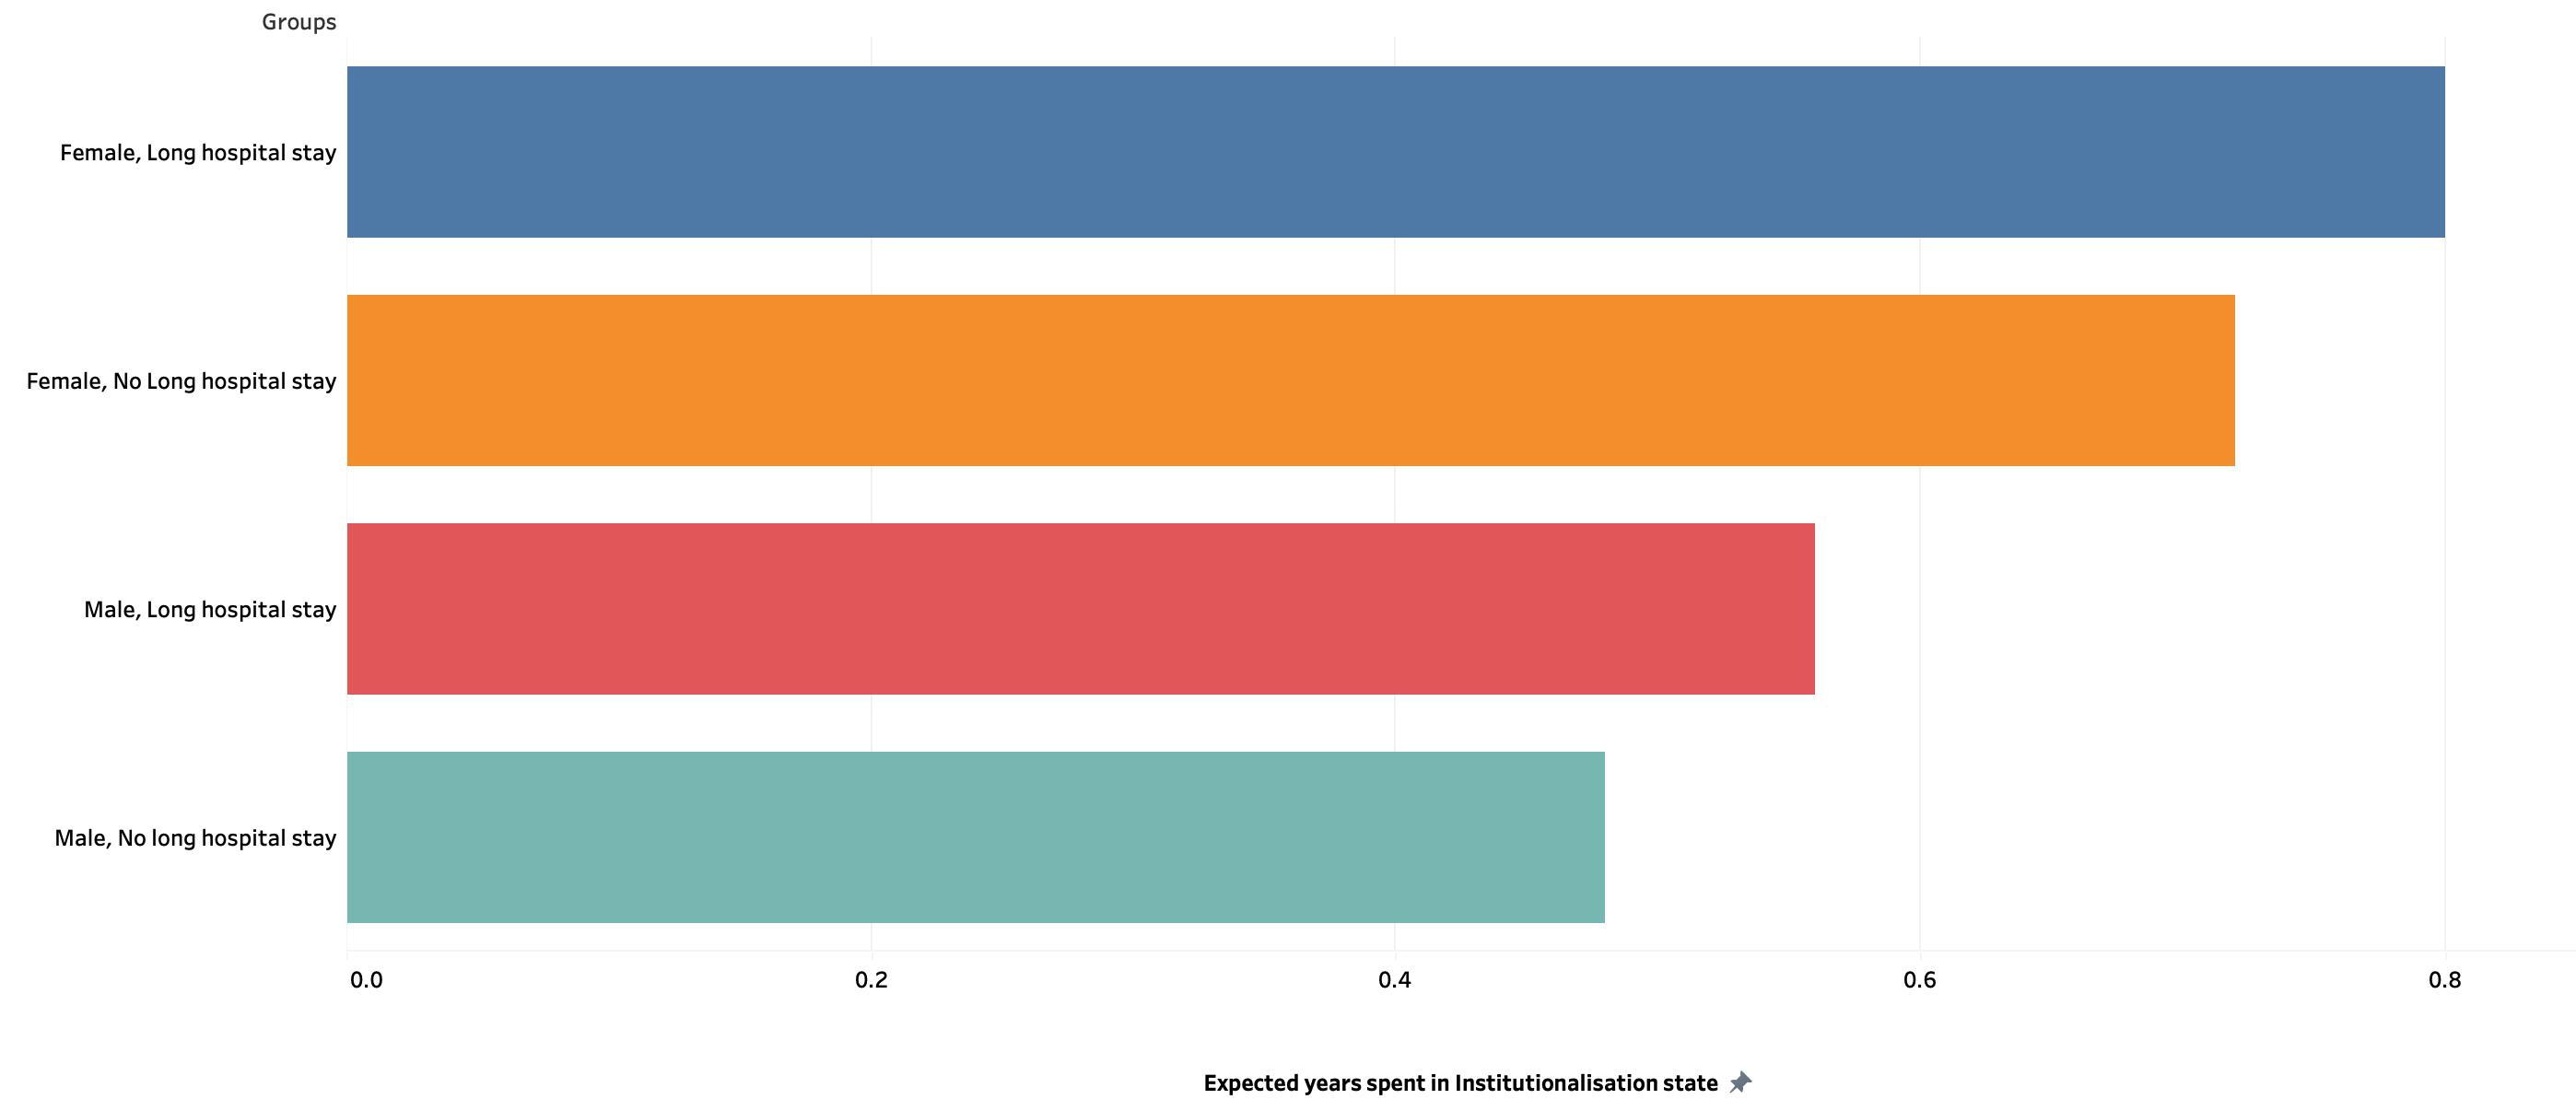 Groups
Female, Long hospital stay
Female, No Long hospital stay
Male, Long hospital stay
Male, No long hospital stay
0.0 0.2 0.4 0.6 0.8
Expected years spent in Institutionalisation state